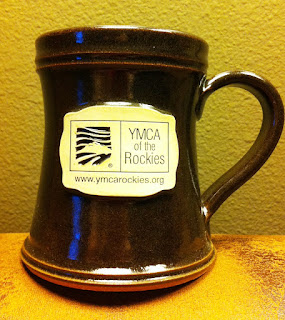 YMCA
of the
Rockies
®
www.ymcarockies.org